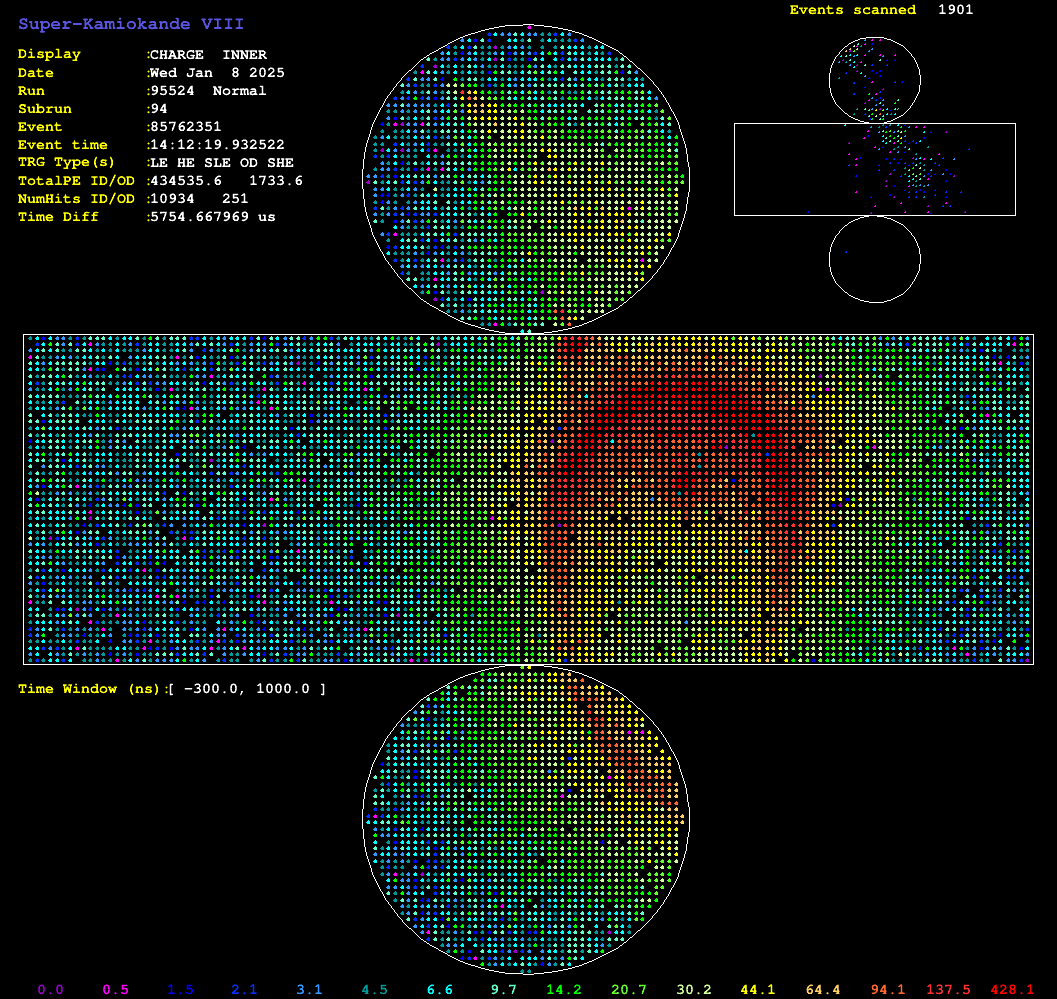 Super-Kamiokande VIII
Events scanned 1901
Display :CHARGE INNER
Date :Wed Jan 8 2025
Run :95524 Normal
Subrun :94
Event :85762351
Event time :14:12:19.932522
TRG Type(s) :LE HE SLE OD SHE
TotalPE ID/OD :434535.6 1733.6
NumHits ID/OD :10934 251
Time Diff :5754.667969 us
Time Window (ns):[ -300.0, 1000.0 ]
0.0 0.5 1.5 2.1 3.1 4.5 6.6 9.7 14.2 20.7 30.2 44.1 64.4 94.1 137.5 428.1